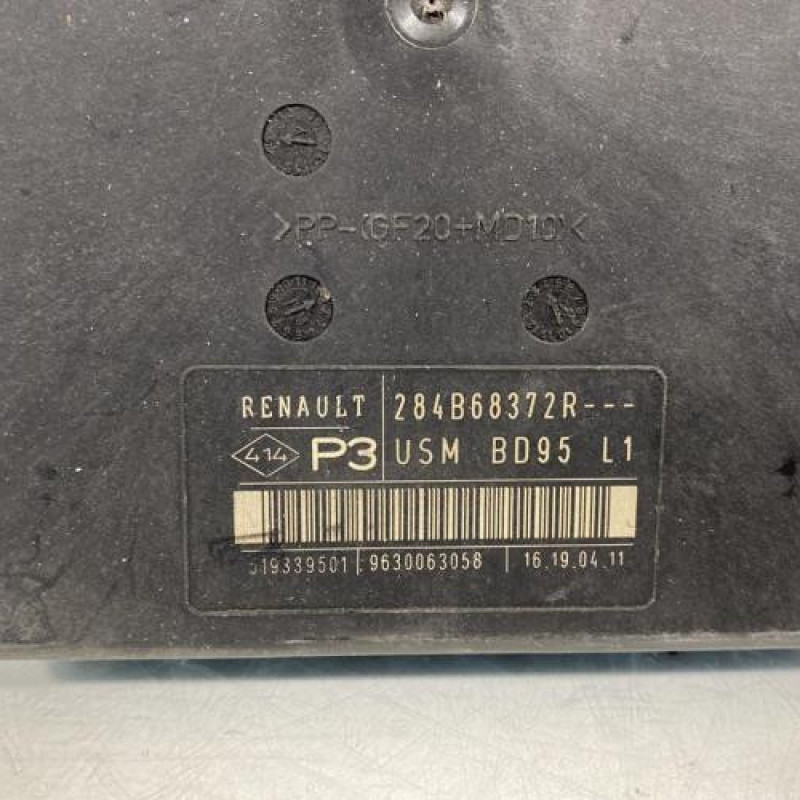 >PP-(GF20+MD10)<
RENAULT 284B68372R---
414 P3 USM BD95 L1
519339501 9630063058 16.19.04.11